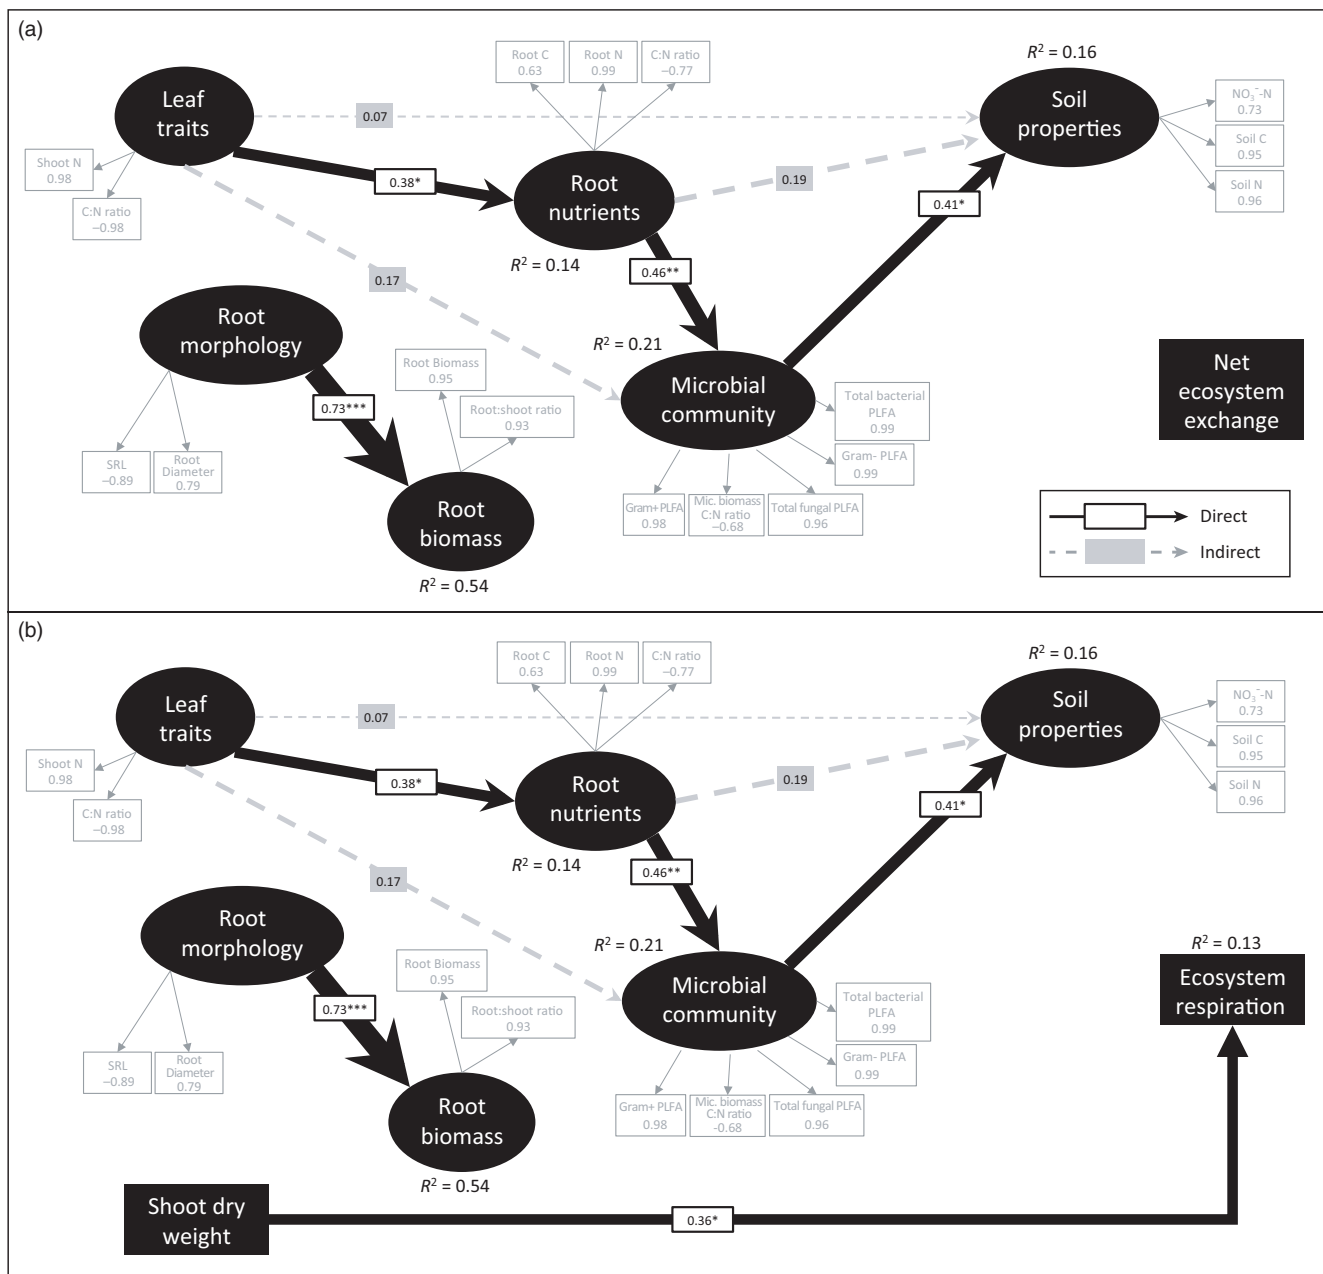 (a)
Root C
0.63
Root N
0.99
C:N ratio
−0.77
R² = 0.16
Leaf
traits
Soil
properties
NO₃⁻-N
0.73
Soil C
0.95
Soil N
0.96
0.07
Shoot N
0.98
C:N ratio
−0.98
0.38*
Root
nutrients
0.19
0.41*
R² = 0.14
0.46**
0.17
Root
morphology
R² = 0.21
Root Biomass
0.95
Root:shoot ratio
0.93
Microbial
community
Total bacterial
PLFA
0.99
Gram- PLFA
0.99
Net
ecosystem
exchange
0.73***
SRL
−0.89
Root
Diameter
0.79
Gram+ PLFA
0.98
Mic. biomass
C:N ratio
−0.68
Total fungal PLFA
0.96
Root
biomass
R² = 0.54
Direct
Indirect
(b)
Root C
0.63
Root N
0.99
C:N ratio
−0.77
R² = 0.16
Leaf
traits
Soil
properties
NO₃⁻-N
0.73
Soil C
0.95
Soil N
0.96
0.07
Shoot N
0.98
C:N ratio
−0.98
0.38*
Root
nutrients
0.19
0.41*
R² = 0.14
0.46**
0.17
Root
morphology
R² = 0.21
Root Biomass
0.95
Root:shoot ratio
0.93
Microbial
community
Total bacterial
PLFA
0.99
Gram- PLFA
0.99
R² = 0.13
Ecosystem
respiration
0.73***
SRL
−0.89
Root
Diameter
0.79
Gram+ PLFA
0.98
Mic. biomass
C:N ratio
-0.68
Total fungal PLFA
0.96
Root
biomass
R² = 0.54
Shoot dry
weight
0.36*